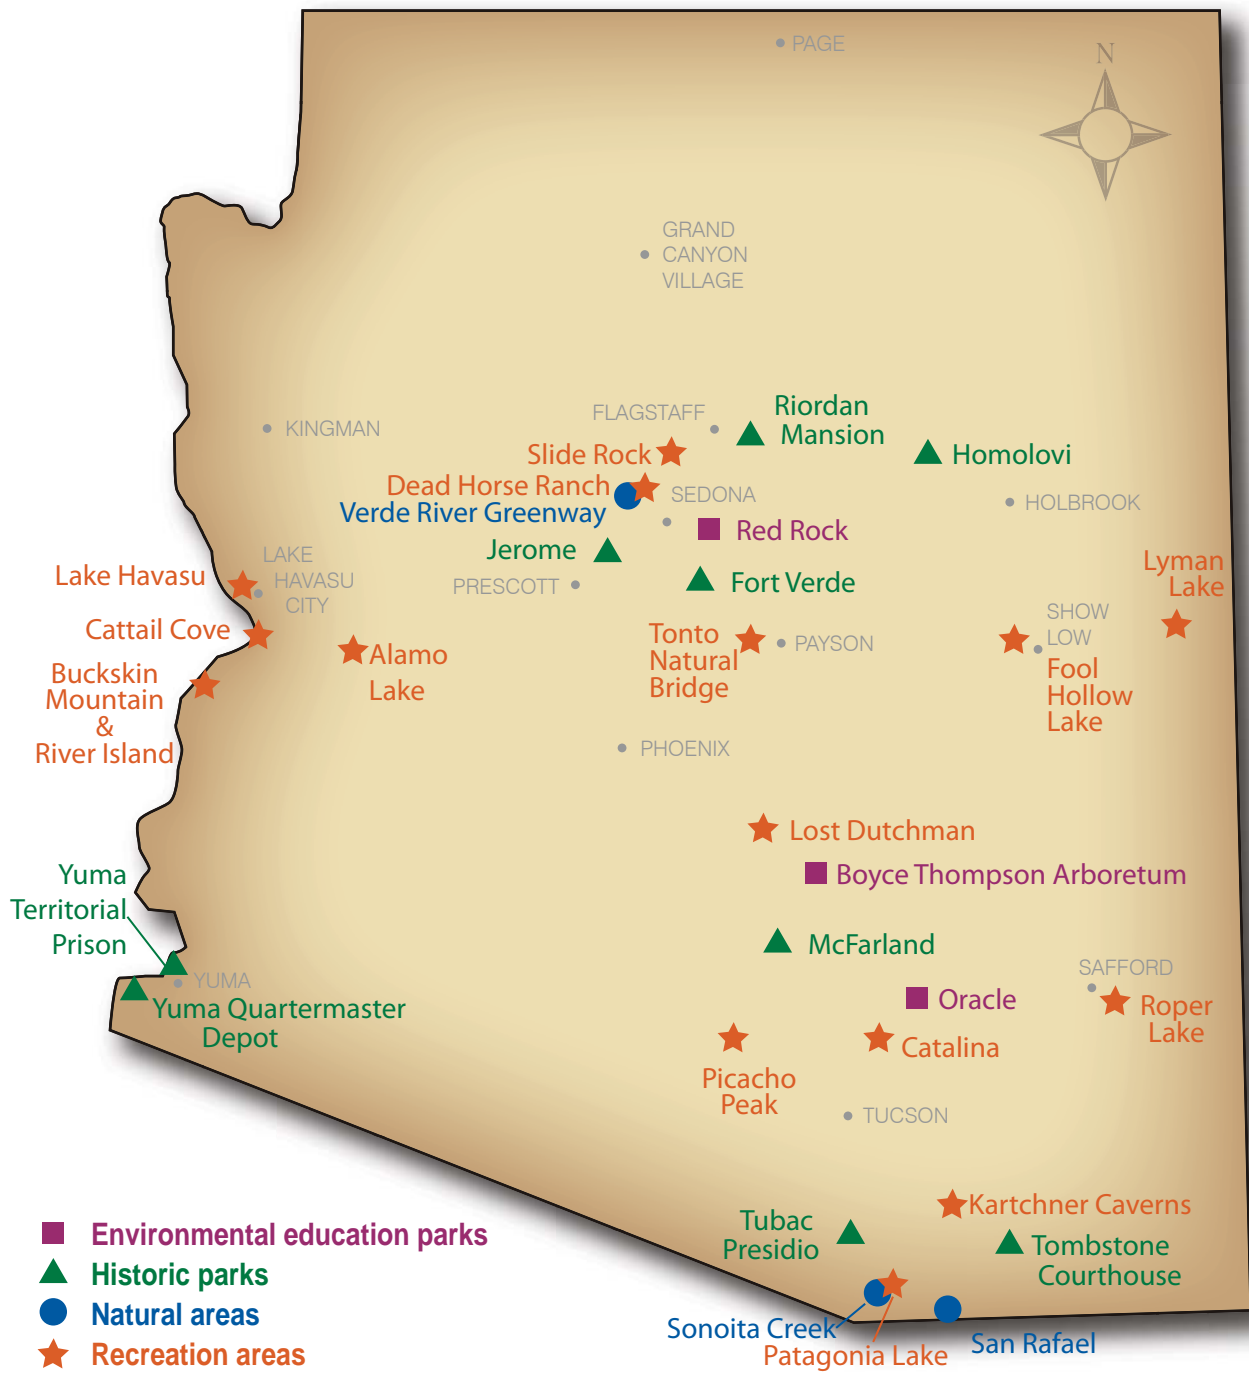 PAGE
N
GRAND
CANYON
VILLAGE
KINGMAN
FLAGSTAFF
Riordan
Mansion
Slide Rock
Homolovi
Dead Horse Ranch
SEDONA
Verde River Greenway
HOLBROOK
Red Rock
Jerome
LAKE
HAVASU
CITY
Lake Havasu
PRESCOTT
Fort Verde
Lyman
Lake
Cattail Cove
Alamo
Lake
Tonto
Natural
Bridge
PAYSON
SHOW
LOW
Fool
Hollow
Lake
Buckskin
Mountain
&
River Island
PHOENIX
Lost Dutchman
Boyce Thompson Arboretum
Yuma
Territorial
Prison
McFarland
YUMA
Yuma Quartermaster
Depot
SAFFORD
Oracle
Roper
Lake
Catalina
Picacho
Peak
TUCSON
Kartchner Caverns
Tubac
Presidio
Tombstone
Courthouse
Sonoita Creek
Patagonia Lake
San Rafael
Environmental education parks
Historic parks
Natural areas
Recreation areas